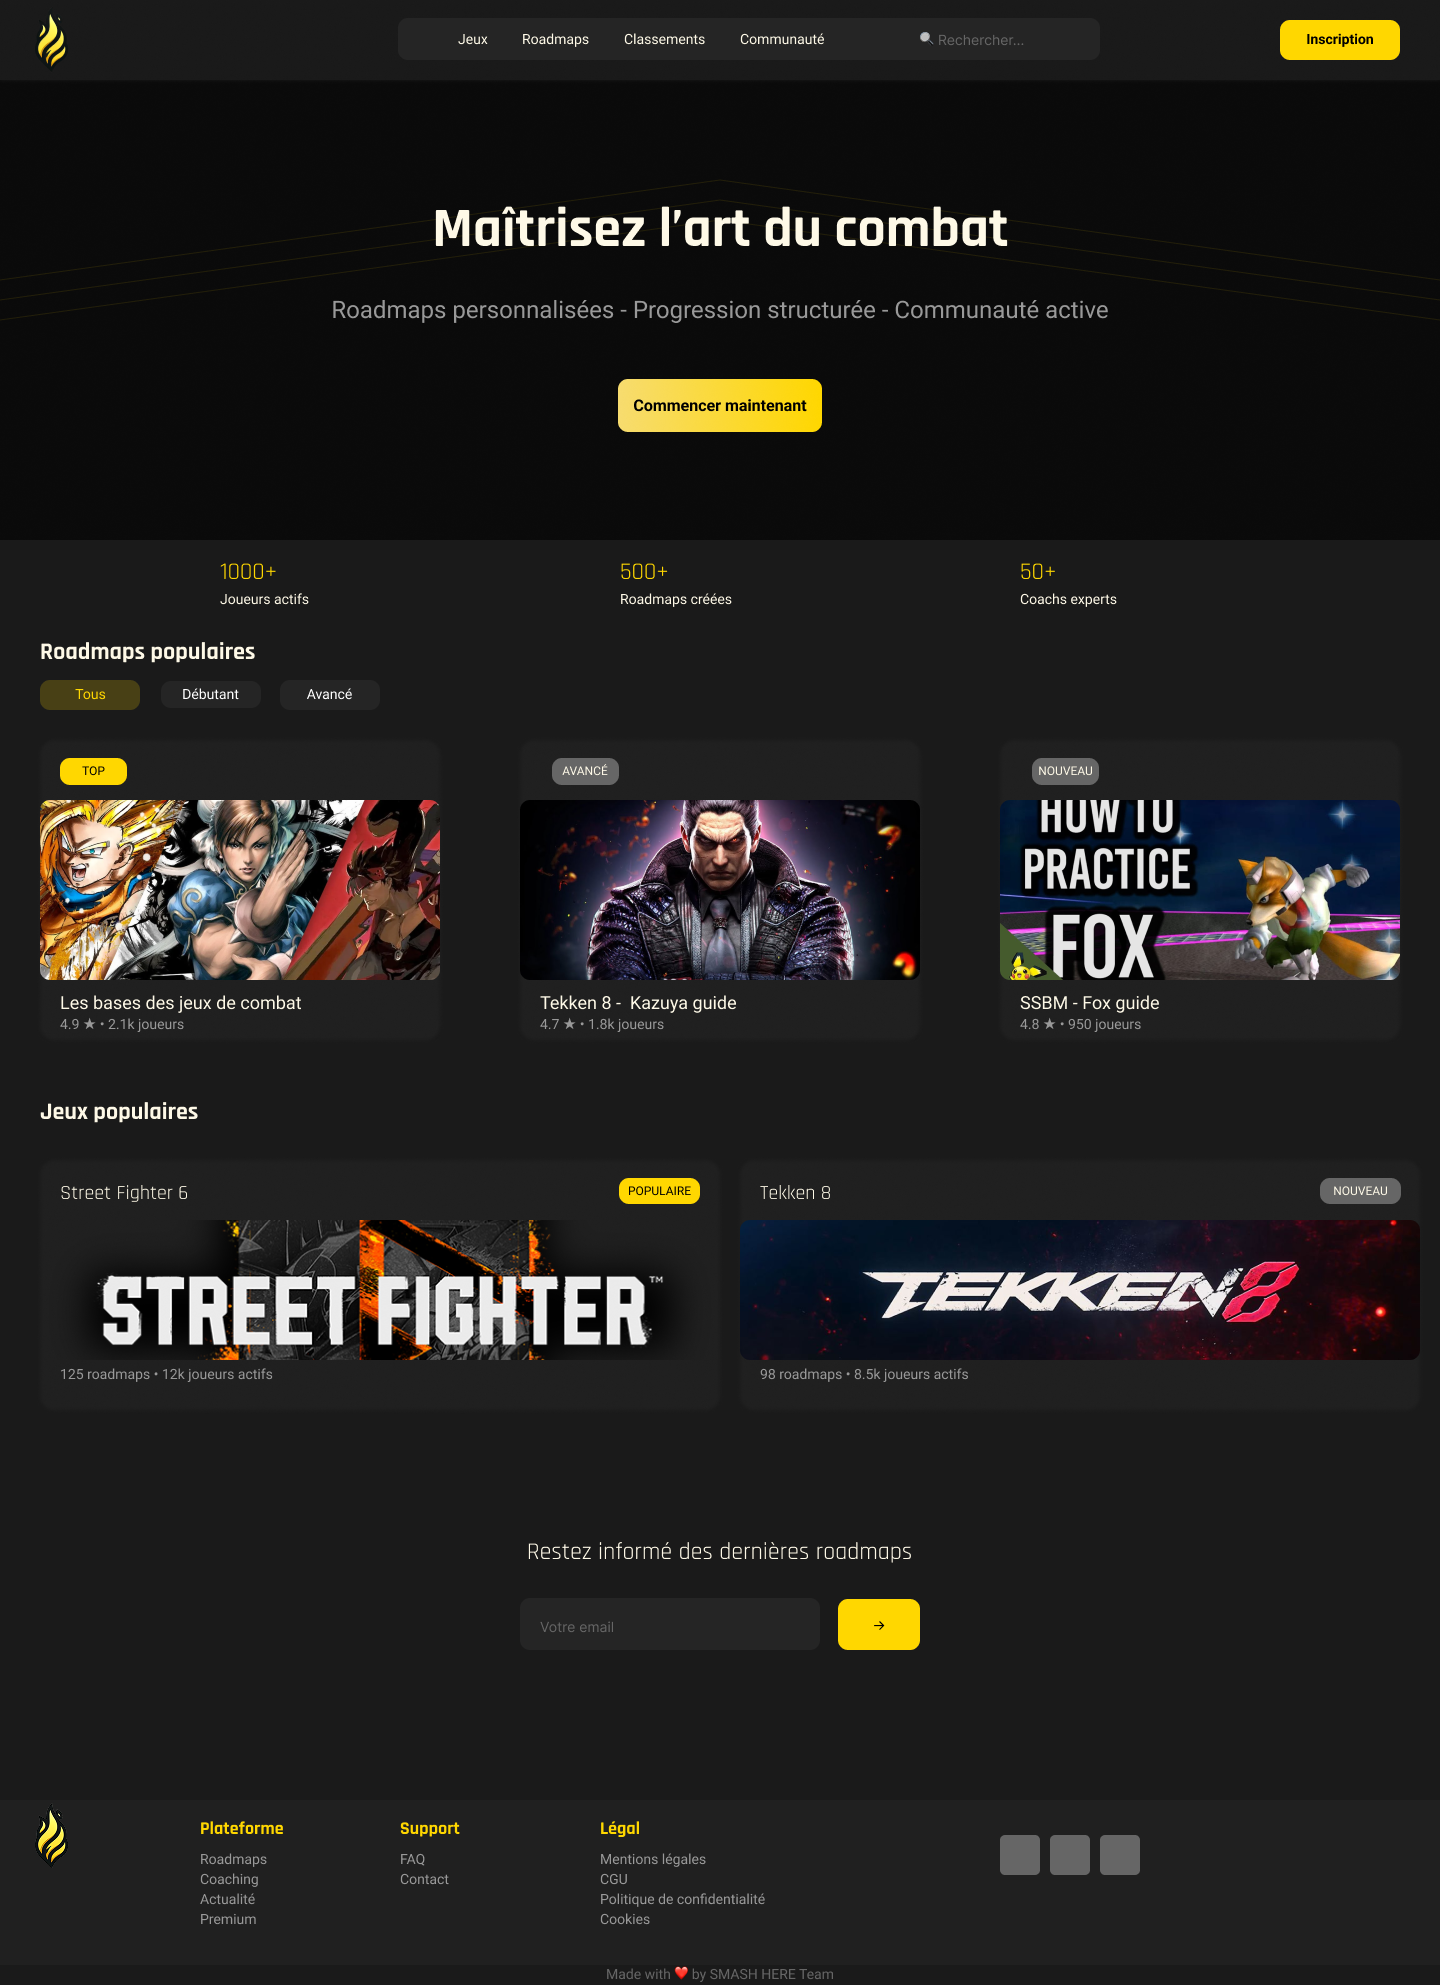 Jeux Roadmaps Classements Communauté Rechercher... Inscription
Maîtrisez l’art du combat
Roadmaps personnalisées - Progression structurée - Communauté active
Commencer maintenant
1000+ 500+ 50+
Joueurs actifs Roadmaps créées Coachs experts
Roadmaps populaires
Tous Débutant Avancé
TOP
Les bases des jeux de combat
4.9 ★ • 2.1k joueurs
AVANCÉ
Tekken 8 - Kazuya guide
4.7 ★ • 1.8k joueurs
NOUVEAU
HOW TO
PRACTICE
FOX
SSBM - Fox guide
4.8 ★ • 950 joueurs
Jeux populaires
Street Fighter 6 POPULAIRE
STREET FIGHTER™
125 roadmaps • 12k joueurs actifs
Tekken 8 NOUVEAU
TEKKEN 8
98 roadmaps • 8.5k joueurs actifs
Restez informé des dernières roadmaps
Votre email →
Plateforme
Roadmaps
Coaching
Actualité
Premium
Support
FAQ
Contact
Légal
Mentions légales
CGU
Politique de confidentialité
Cookies
Made with ❤️ by SMASH HERE Team